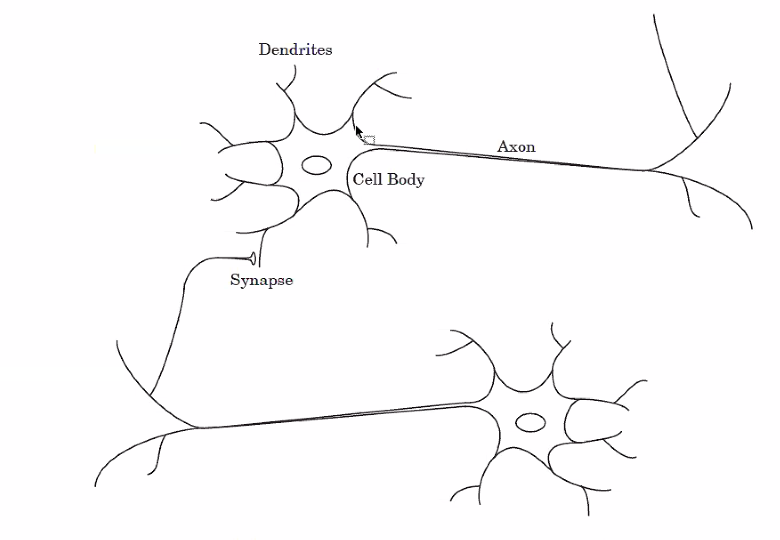 Dendrites
Axon
Cell Body
Synapse